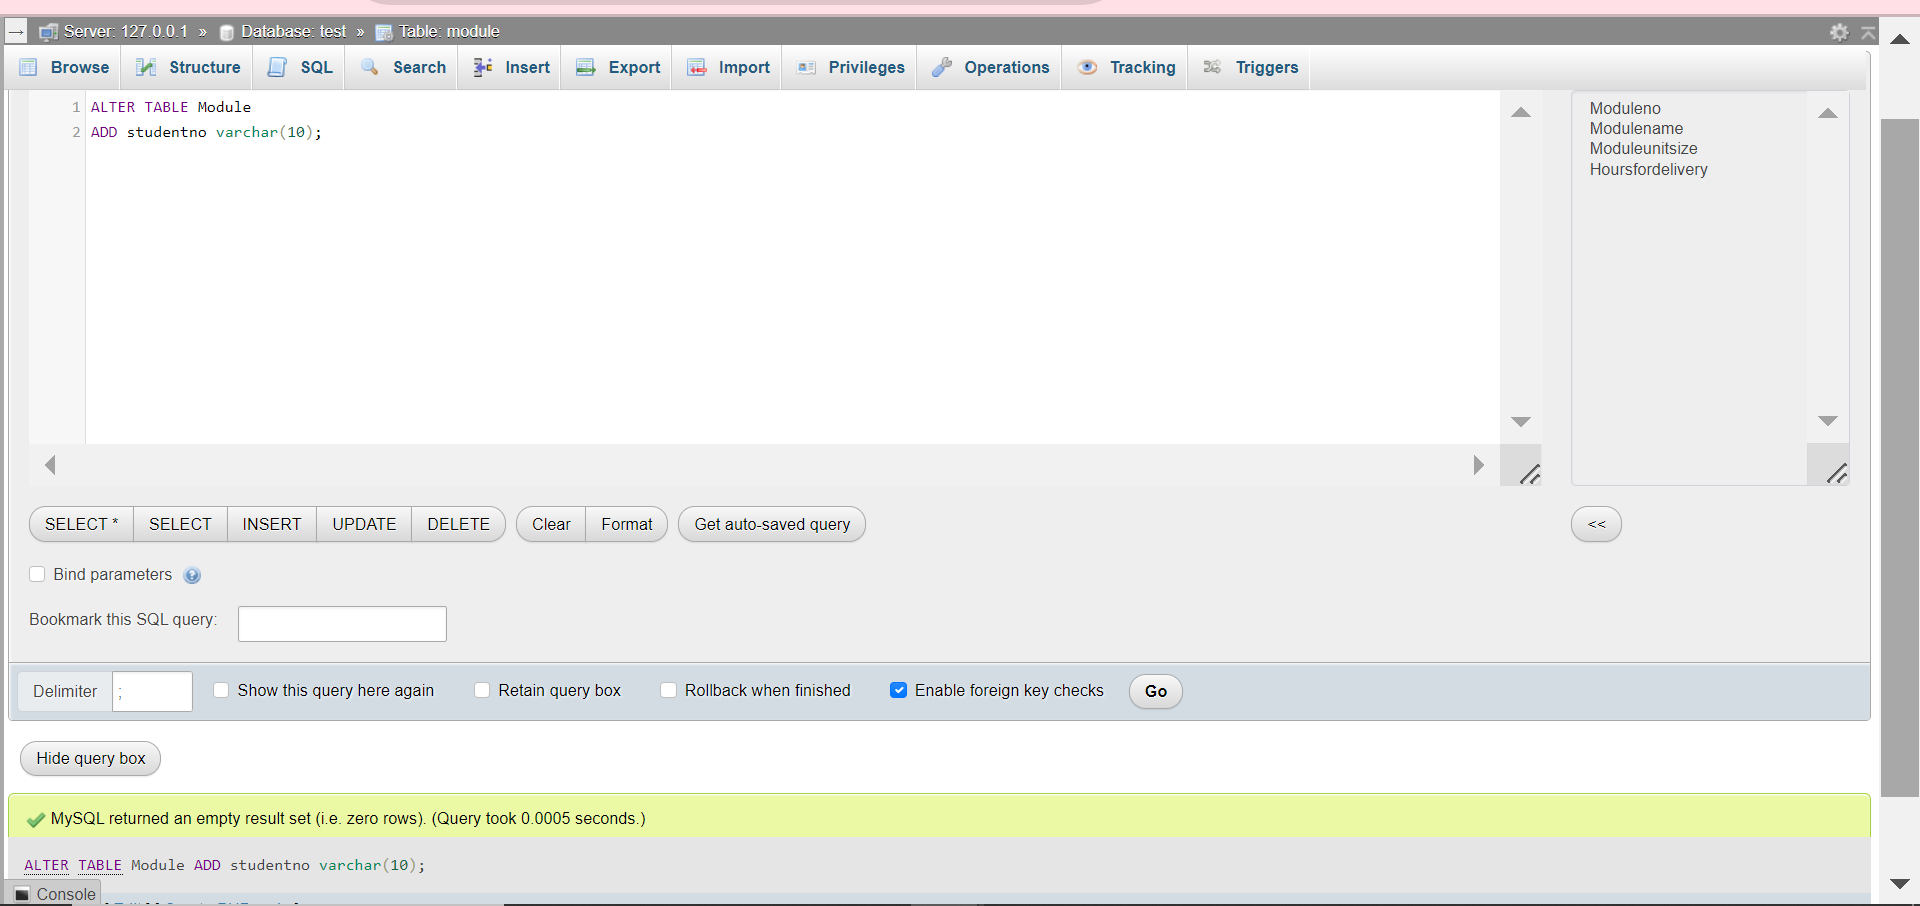 Server: 127.0.0.1 » Database: test » Table: module
Browse Structure SQL Search Insert Export Import Privileges Operations Tracking Triggers
1 ALTER TABLE Module
2 ADD studentno varchar(10);
Moduleno
Modulename
Moduleunitsize
Hoursfordelivery
SELECT * SELECT INSERT UPDATE DELETE Clear Format Get auto-saved query <<
Bind parameters
Bookmark this SQL query:
Delimiter ; Show this query here again Retain query box Rollback when finished Enable foreign key checks Go
Hide query box
MySQL returned an empty result set (i.e. zero rows). (Query took 0.0005 seconds.)
ALTER TABLE Module ADD studentno varchar(10);
Console